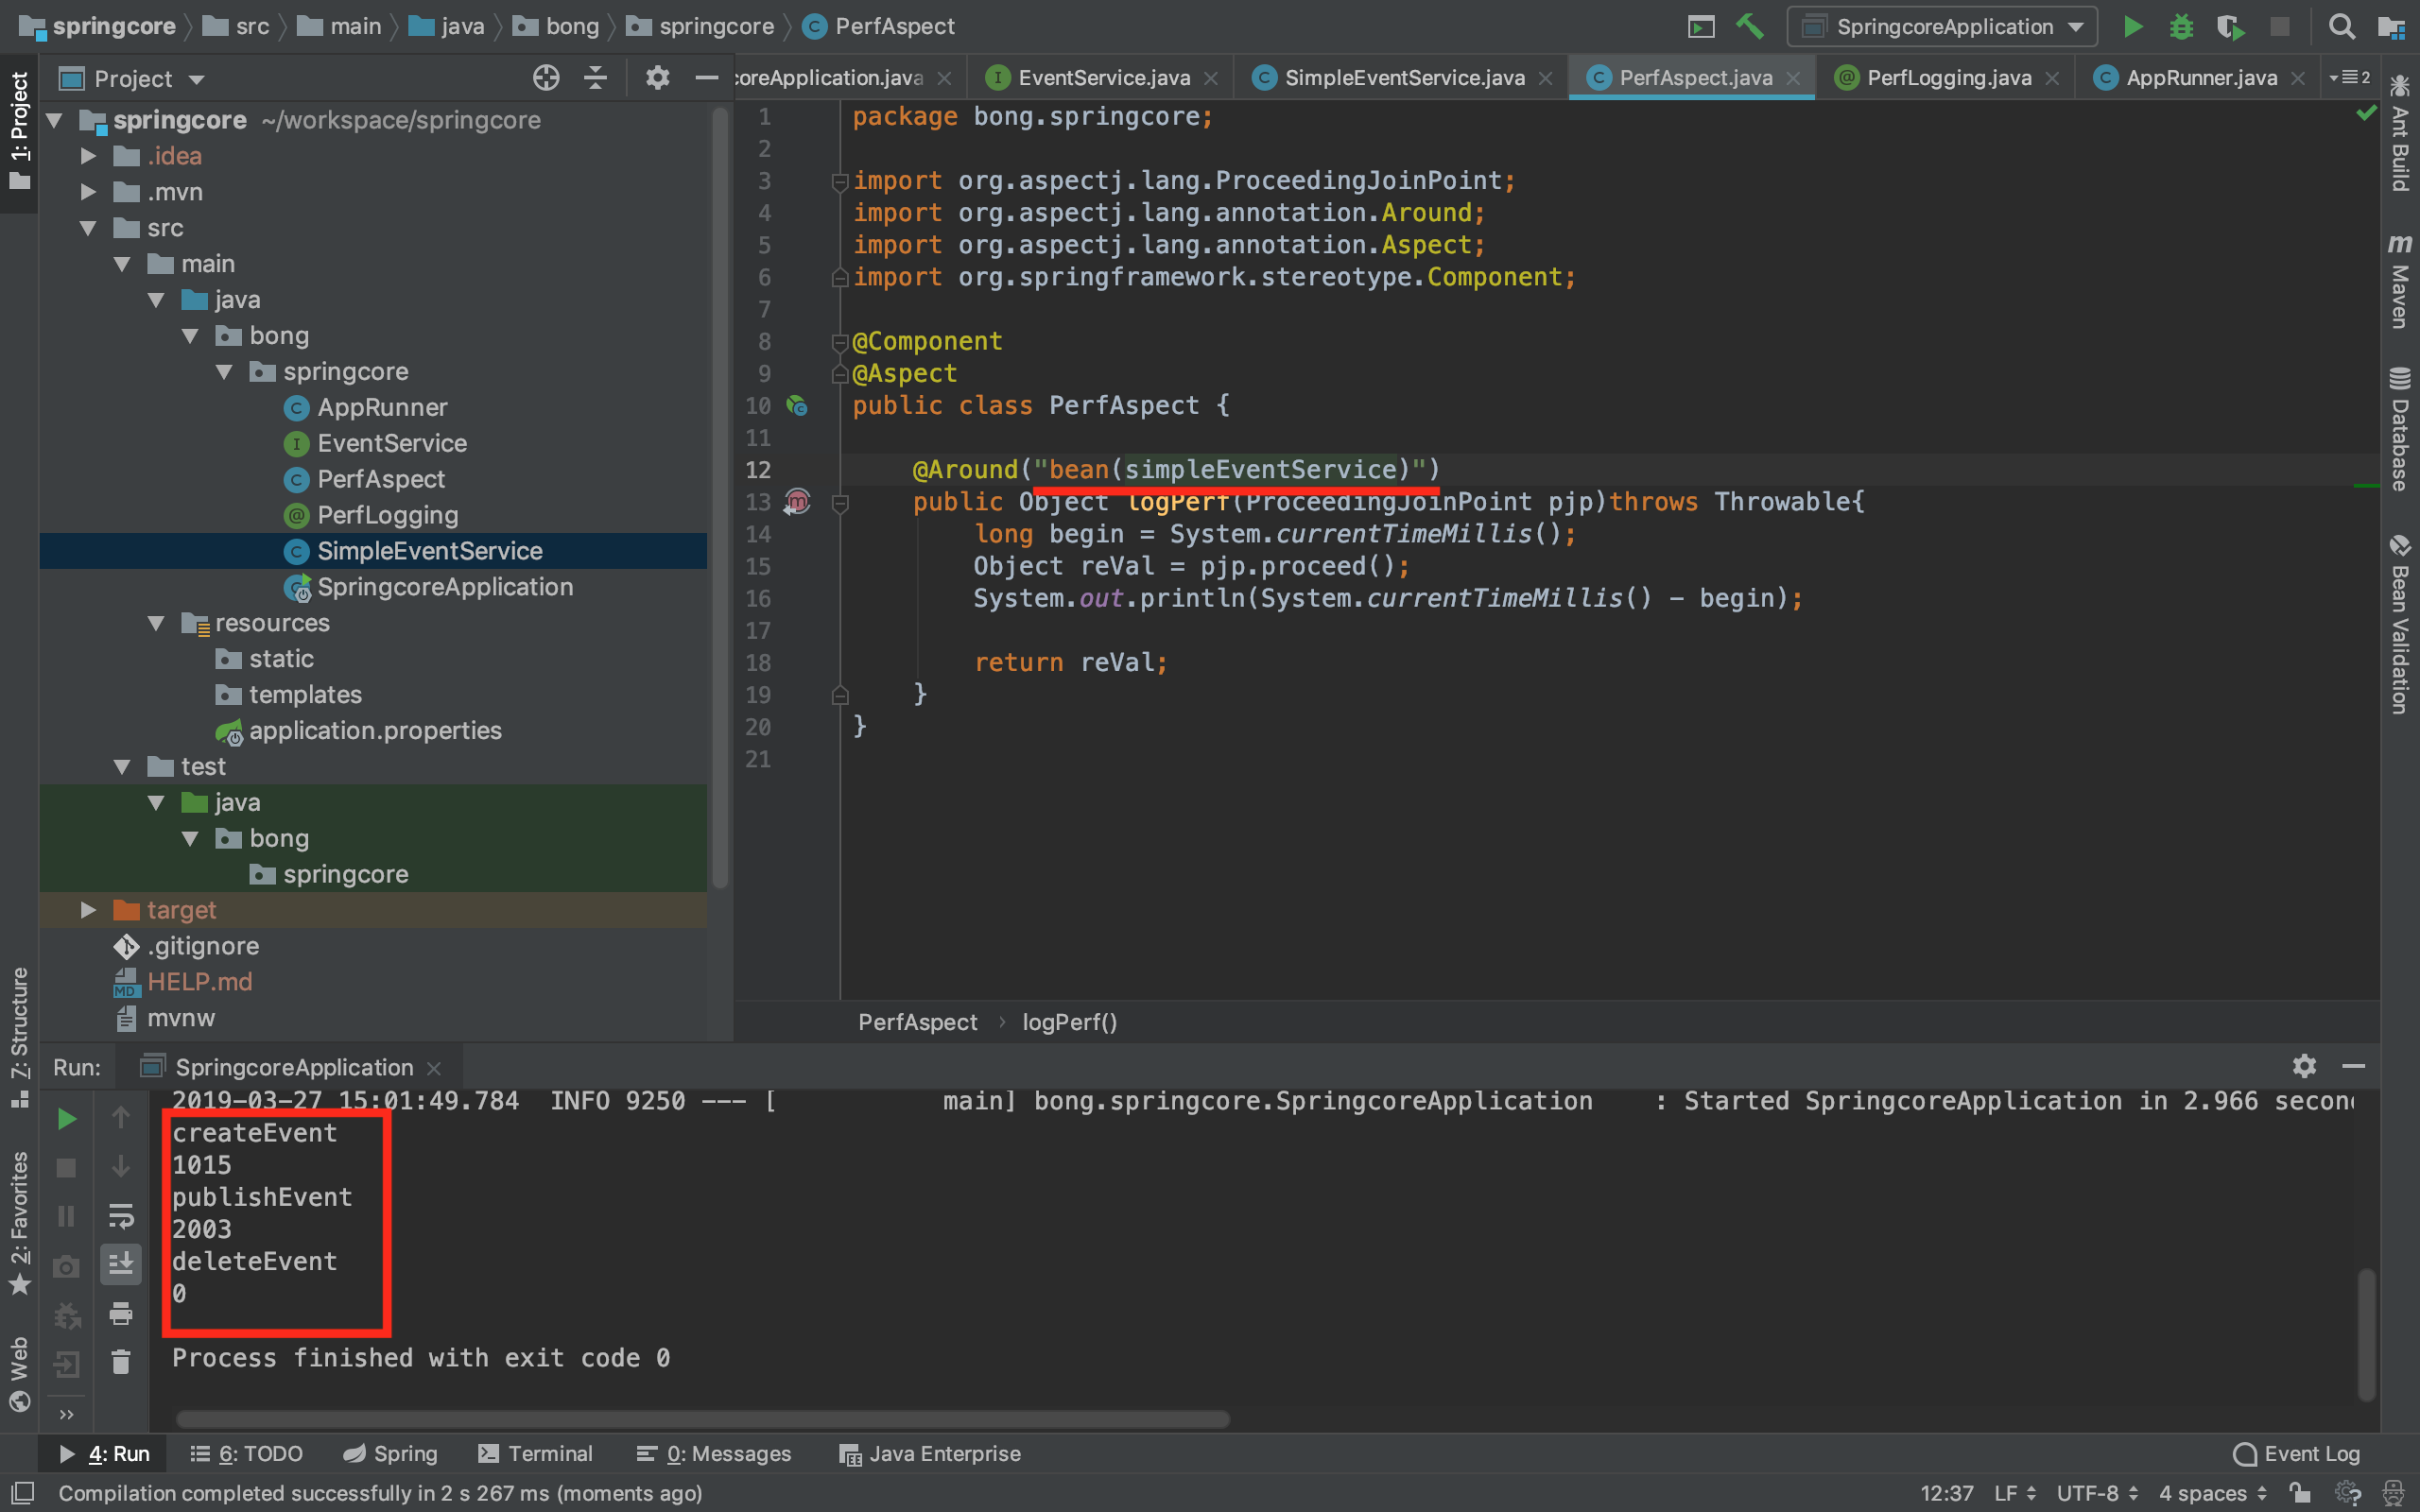 springcore src main java bong springcore PerfAspect SpringcoreApplication
1: Project
Project
springcore ~/workspace/springcore
.idea
.mvn
src
main
java
bong
springcore
AppRunner
EventService
PerfAspect
PerfLogging
SimpleEventService
SpringcoreApplication
resources
static
templates
application.properties
test
java
bong
springcore
target
.gitignore
HELP.md
mvnw
coreApplication.java EventService.java SimpleEventService.java PerfAspect.java PerfLogging.java AppRunner.java 2
1 package bong.springcore;
2
3 import org.aspectj.lang.ProceedingJoinPoint;
4 import org.aspectj.lang.annotation.Around;
5 import org.aspectj.lang.annotation.Aspect;
6 import org.springframework.stereotype.Component;
7
8 @Component
9 @Aspect
10 public class PerfAspect {
11
12 @Around("bean(simpleEventService)")
13 public Object logPerf(ProceedingJoinPoint pjp)throws Throwable{
14 long begin = System.currentTimeMillis();
15 Object reVal = pjp.proceed();
16 System.out.println(System.currentTimeMillis() - begin);
17
18 return reVal;
19 }
20 }
21
PerfAspect › logPerf()
Ant Build
Maven
Database
Bean Validation
7: Structure
2: Favorites
Web
Run: SpringcoreApplication
2019-03-27 15:01:49.784 INFO 9250 --- [ main] bong.springcore.SpringcoreApplication : Started SpringcoreApplication in 2.966 secon
createEvent
1015
publishEvent
2003
deleteEvent
0
Process finished with exit code 0
4: Run 6: TODO Spring Terminal 0: Messages Java Enterprise Event Log
Compilation completed successfully in 2 s 267 ms (moments ago) 12:37 LF UTF-8 4 spaces